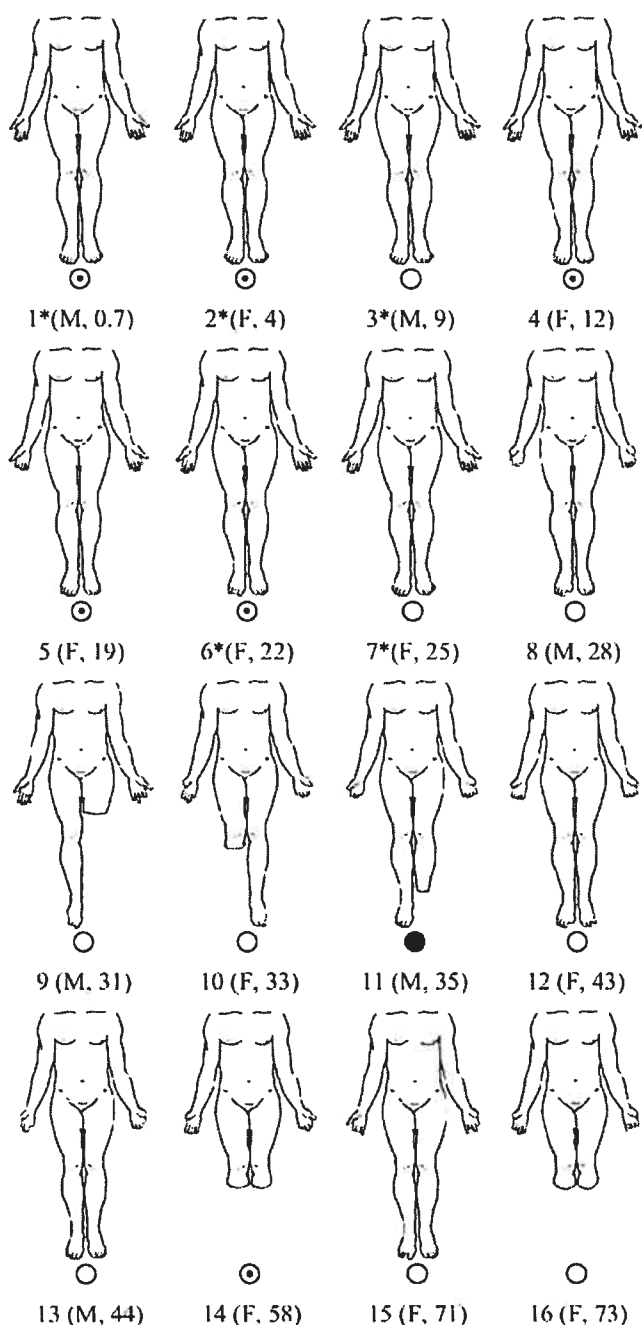 1*(M, 0.7) 2*(F, 4) 3*(M, 9) 4 (F, 12)
5 (F, 19) 6*(F, 22) 7*(F, 25) 8 (M, 28)
9 (M, 31) 10 (F, 33) 11 (M, 35) 12 (F, 43)
13 (M, 44) 14 (F, 58) 15 (F, 71) 16 (F, 73)